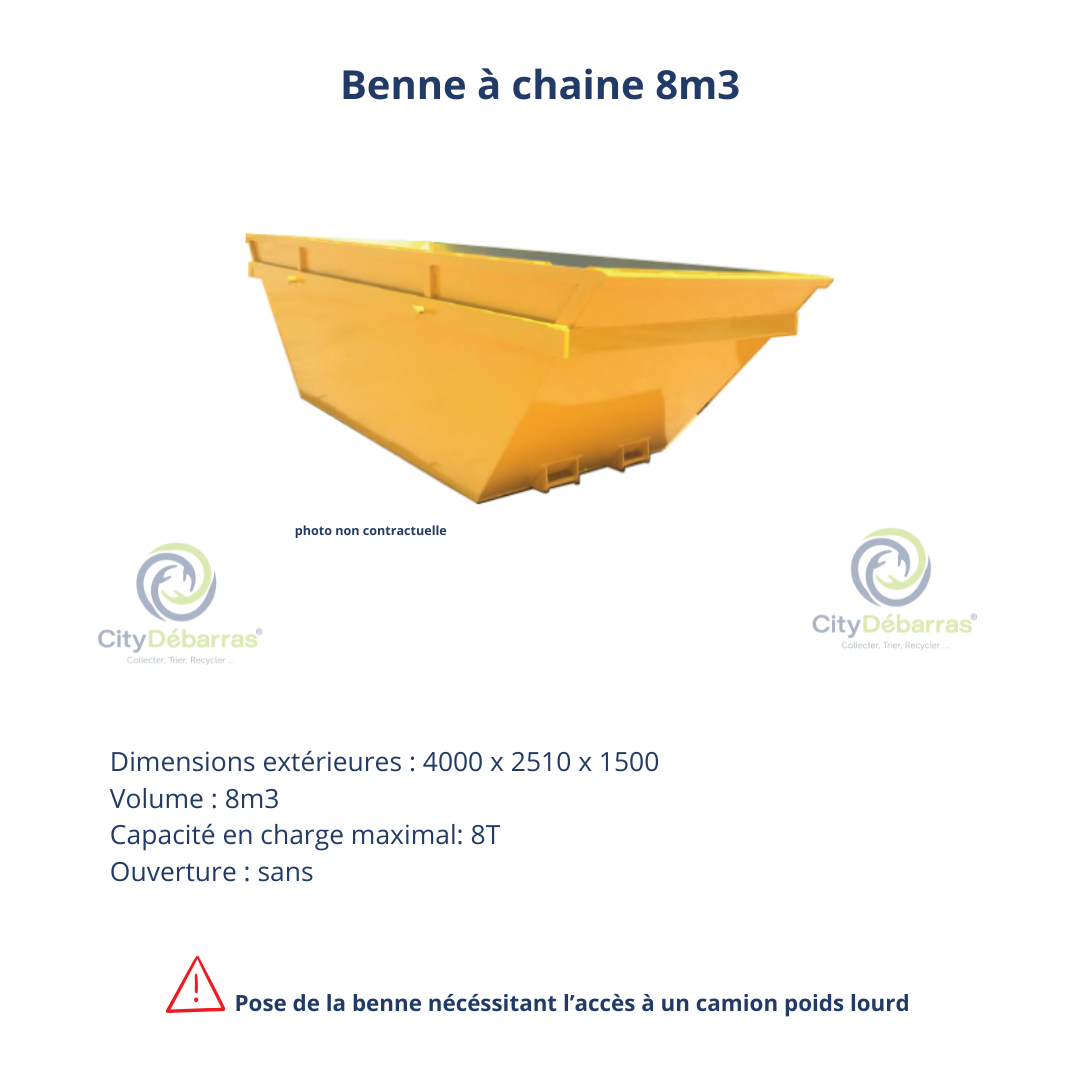 Benne à chaine 8m3
photo non contractuelle
CityDébarras®
Collecter, Trier, Recycler ...
CityDébarras®
Collecter, Trier, Recycler ...
Dimensions extérieures : 4000 x 2510 x 1500
Volume : 8m3
Capacité en charge maximal: 8T
Ouverture : sans
Pose de la benne nécéssitant l’accès à un camion poids lourd